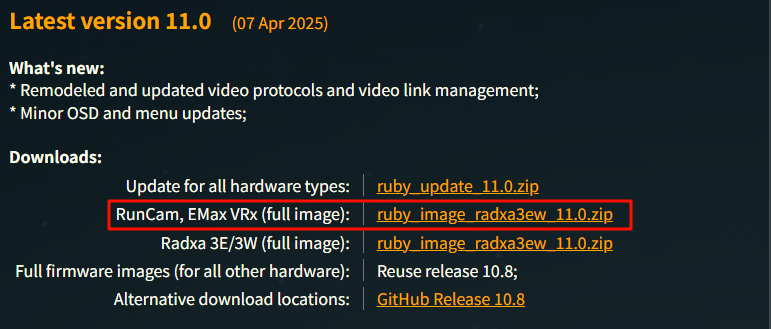 Latest version 11.0 (07 Apr 2025)
What's new:
* Remodeled and updated video protocols and video link management;
* Minor OSD and menu updates;
Downloads:
Update for all hardware types: ruby_update_11.0.zip
RunCam, EMax VRx (full image): ruby_image_radxa3ew_11.0.zip
Radxa 3E/3W (full image): ruby_image_radxa3ew_11.0.zip
Full firmware images (for all other hardware): Reuse release 10.8;
Alternative download locations: GitHub Release 10.8